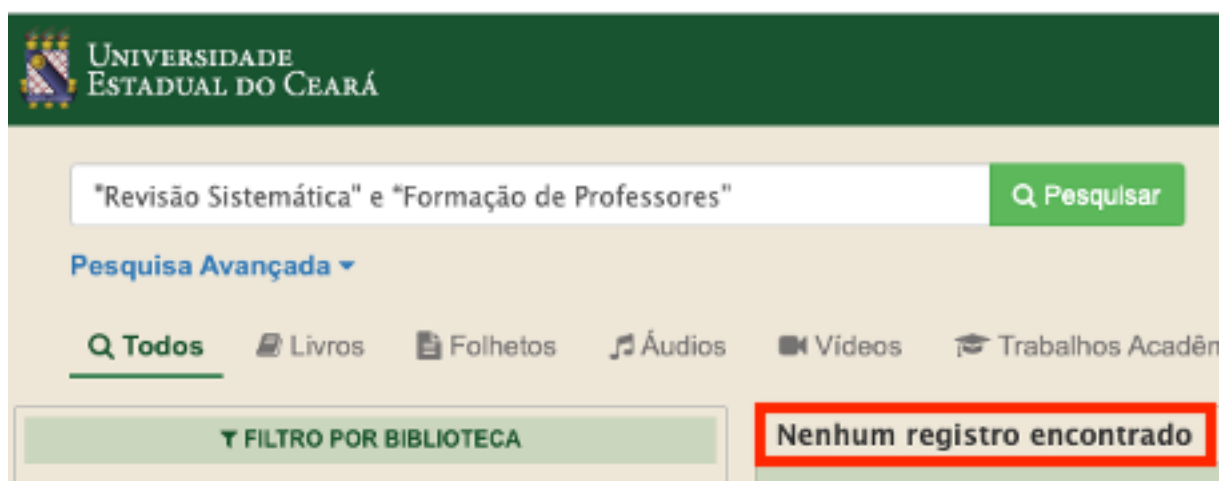 UNIVERSIDADE
ESTADUAL DO CEARÁ
"Revisão Sistemática" e “Formação de Professores"
Pesquisar
Pesquisa Avançada
Todos Livros Folhetos Áudios Vídeos Trabalhos Acadên
FILTRO POR BIBLIOTECA
Nenhum registro encontrado